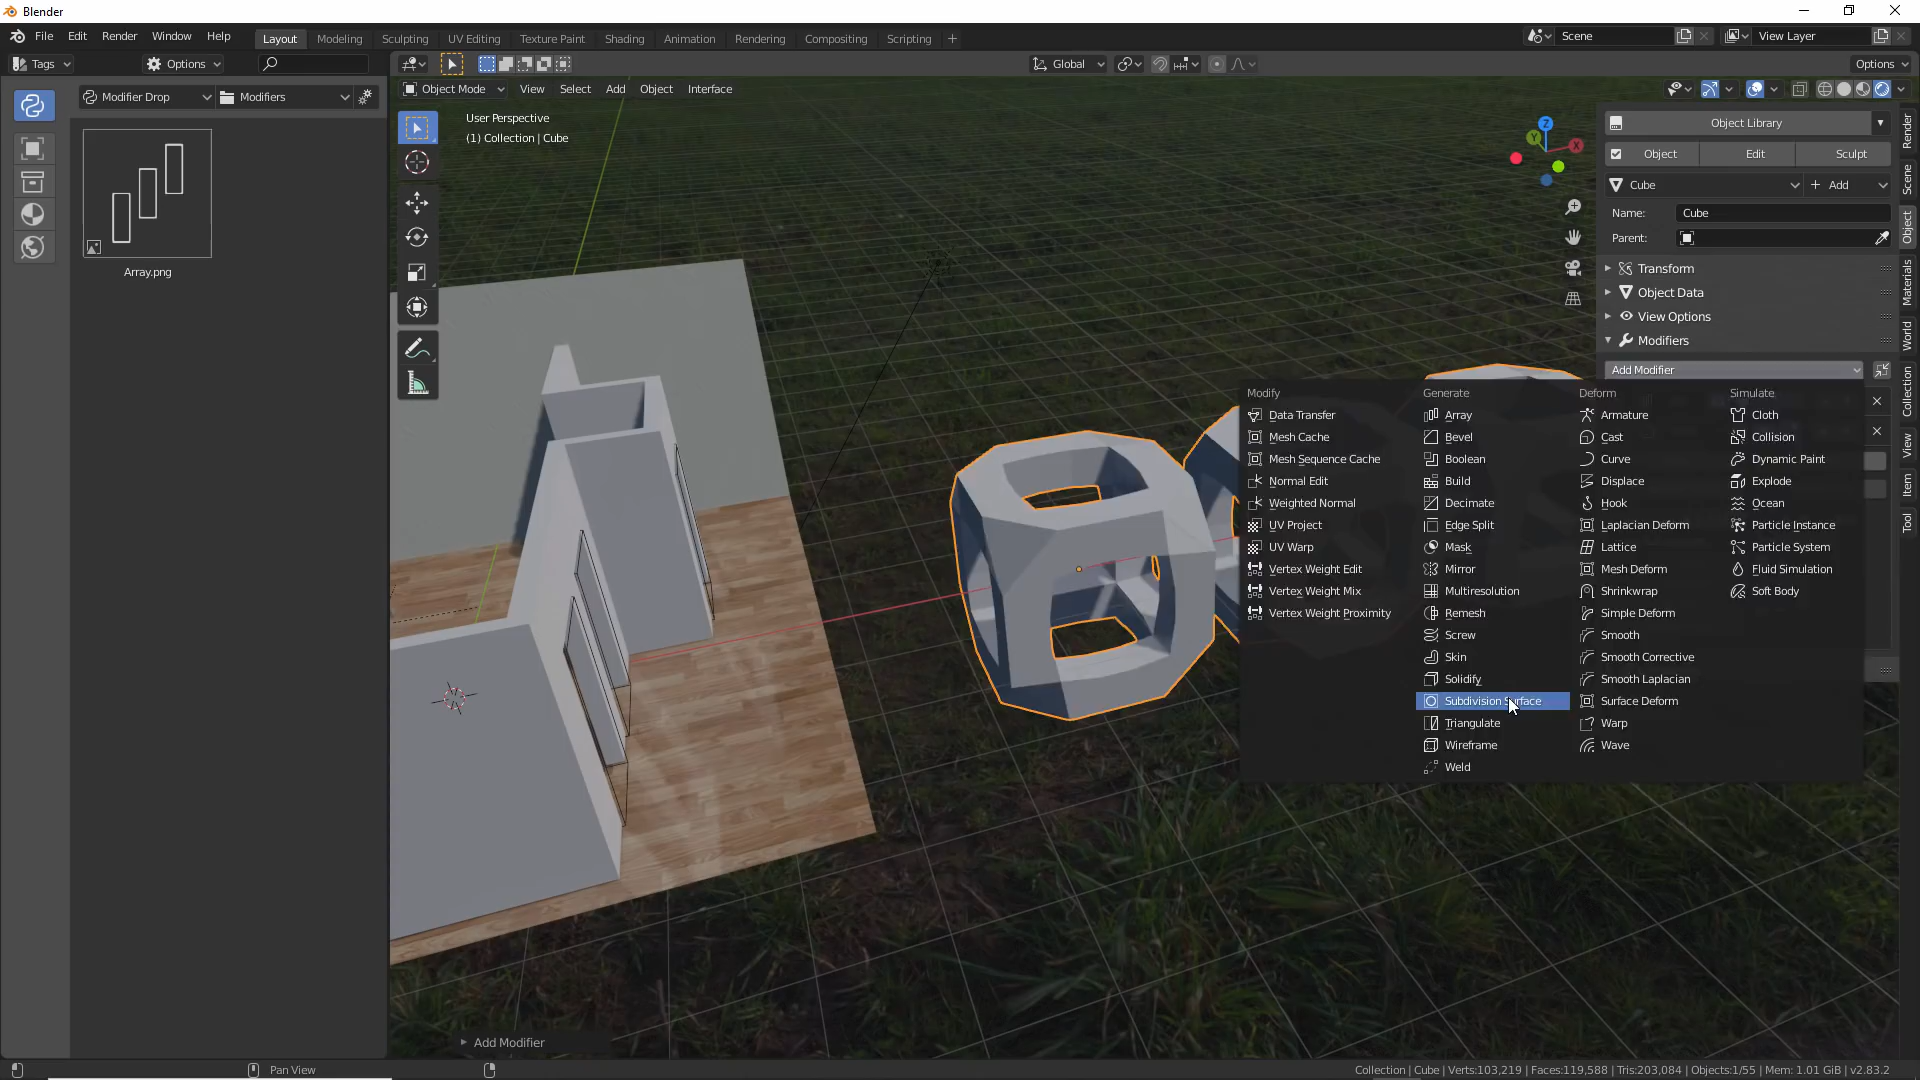 Blender
File Edit Render Window Help
Layout Modeling Sculpting UV Editing Texture Paint Shading Animation Rendering Compositing Scripting +
Scene
View Layer
Tags
Options
Global
Options
Modifier Drop
Modifiers
Array.png
Object Mode View Select Add Object Interface
User Perspective
(1) Collection | Cube
Z
Y
X
Object Library
Object Edit Sculpt
Cube
+ Add
Name: Cube
Parent:
Transform
Object Data
View Options
Modifiers
Add Modifier
Render
Scene
Object
Materials
World
Collection
View
Item
Tool
Modify
Data Transfer
Mesh Cache
Mesh Sequence Cache
Normal Edit
Weighted Normal
UV Project
UV Warp
Vertex Weight Edit
Vertex Weight Mix
Vertex Weight Proximity
Generate
Array
Bevel
Boolean
Build
Decimate
Edge Split
Mask
Mirror
Multiresolution
Remesh
Screw
Skin
Solidify
Subdivision Surface
Triangulate
Wireframe
Weld
Deform
Armature
Cast
Curve
Displace
Hook
Laplacian Deform
Lattice
Mesh Deform
Shrinkwrap
Simple Deform
Smooth
Smooth Corrective
Smooth Laplacian
Surface Deform
Warp
Wave
Simulate
Cloth
Collision
Dynamic Paint
Explode
Ocean
Particle Instance
Particle System
Fluid Simulation
Soft Body
Add Modifier
Pan View
Collection | Cube | Verts:103,219 | Faces:119,588 | Tris:203,084 | Objects:1/55 | Mem: 1.01 GiB | v2.83.2